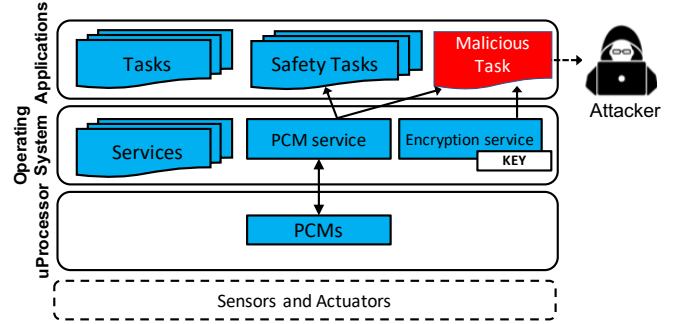 Applications
Tasks
Safety Tasks
Malicious
Task
Attacker
Operating
System
Services
PCM service
Encryption service
KEY
uProcessor
PCMs
Sensors and Actuators